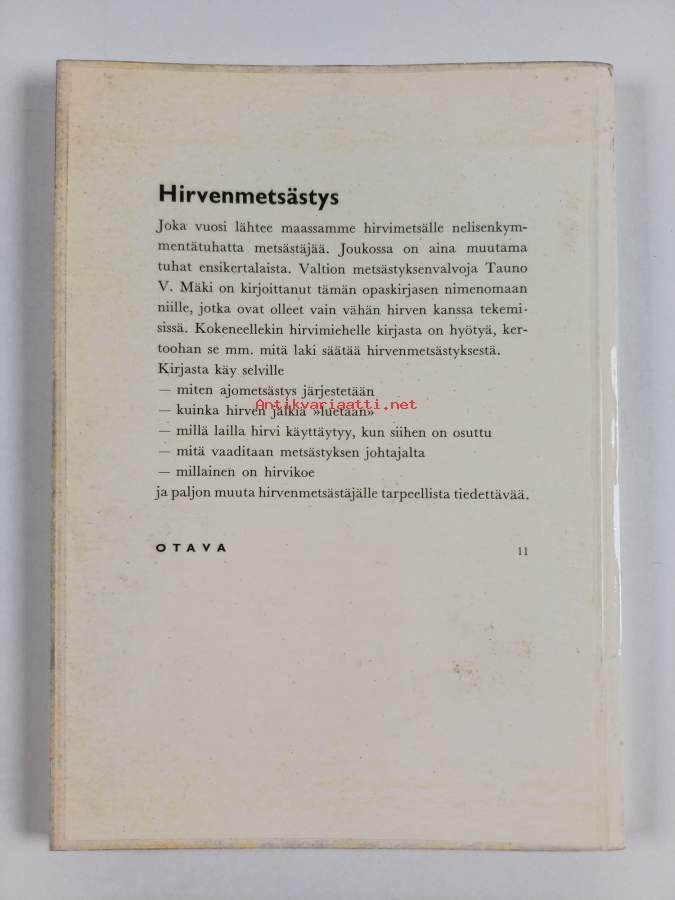 Hirvenmetsästys
Joka vuosi lähtee maassamme hirvimetsälle nelisenkym-
mentätuhatta metsästäjää. Joukossa on aina muutama
tuhat ensikertalaista. Valtion metsästyksenvalvoja Tauno
V. Mäki on kirjoittanut tämän opaskirjasen nimenomaan
niille, jotka ovat olleet vain vähän hirven kanssa tekemi-
sissä. Kokeneellekin hirvimiehelle kirjasta on hyötyä, ker-
toohan se mm. mitä laki säätää hirvenmetsästyksestä.
Kirjasta käy selville
— miten ajometsästys järjestetään
Antikvariaatti.net
— kuinka hirven jälkiä »luetaan»
— millä lailla hirvi käyttäytyy, kun siihen on osuttu
— mitä vaaditaan metsästyksen johtajalta
— millainen on hirvikoe
ja paljon muuta hirvenmetsästäjälle tarpeellista tiedettävää.
OTAVA 11